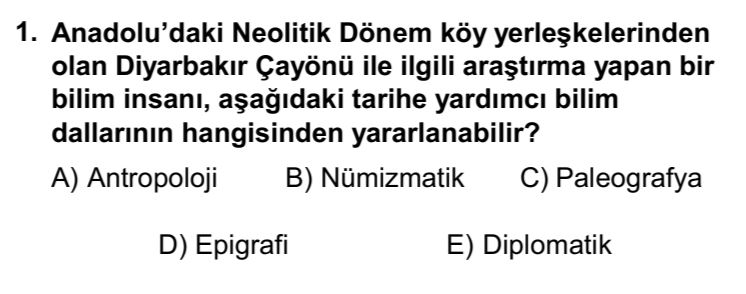 1. Anadolu’daki Neolitik Dönem köy yerleşkelerinden
olan Diyarbakır Çayönü ile ilgili araştırma yapan bir
bilim insanı, aşağıdaki tarihe yardımcı bilim
dallarının hangisinden yararlanabilir?
A) Antropoloji B) Nümizmatik C) Paleografya
D) Epigrafi E) Diplomatik